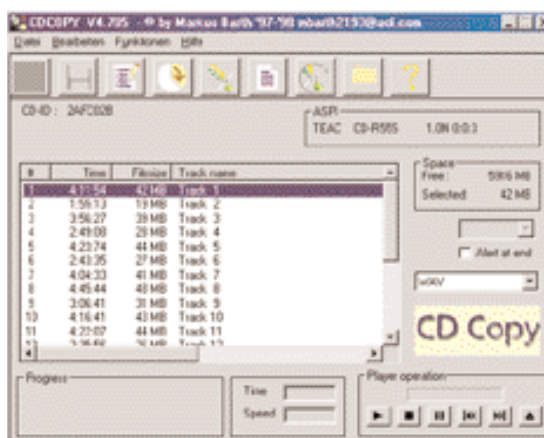 CDCOPY V4.785 - © by Markus Barth '97-'98 mbarth2193@aol.com
Datei Bearbeiten Funktionen Hilfe
CD-ID : 2AFC02B
ASPI:
TEAC CD-R55S 1.0N 0:0:3
# Time Filesize Track name
1 4:11:54 42 MB Track 1
2 1:55:13 19 MB Track 2
3 3:56:27 39 MB Track 3
4 2:49:08 28 MB Track 4
5 4:23:74 44 MB Track 5
6 2:43:35 27 MB Track 6
7 4:04:33 41 MB Track 7
8 4:45:44 48 MB Track 8
9 3:06:41 31 MB Track 9
10 4:16:41 43 MB Track 10
11 4:22:07 44 MB Track 11
Track 12
Space
Free : MB
Selected: 42 MB
Alert at end
WAV
CD Copy
Progress
Time
Speed
Player operation